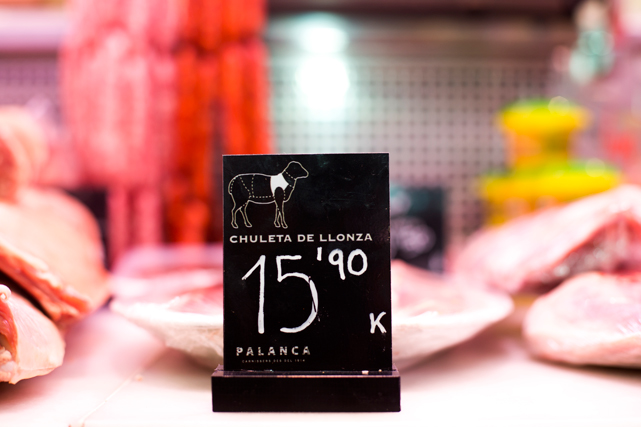 CHULETA DE LLONZA
15'90
K
PALANCA